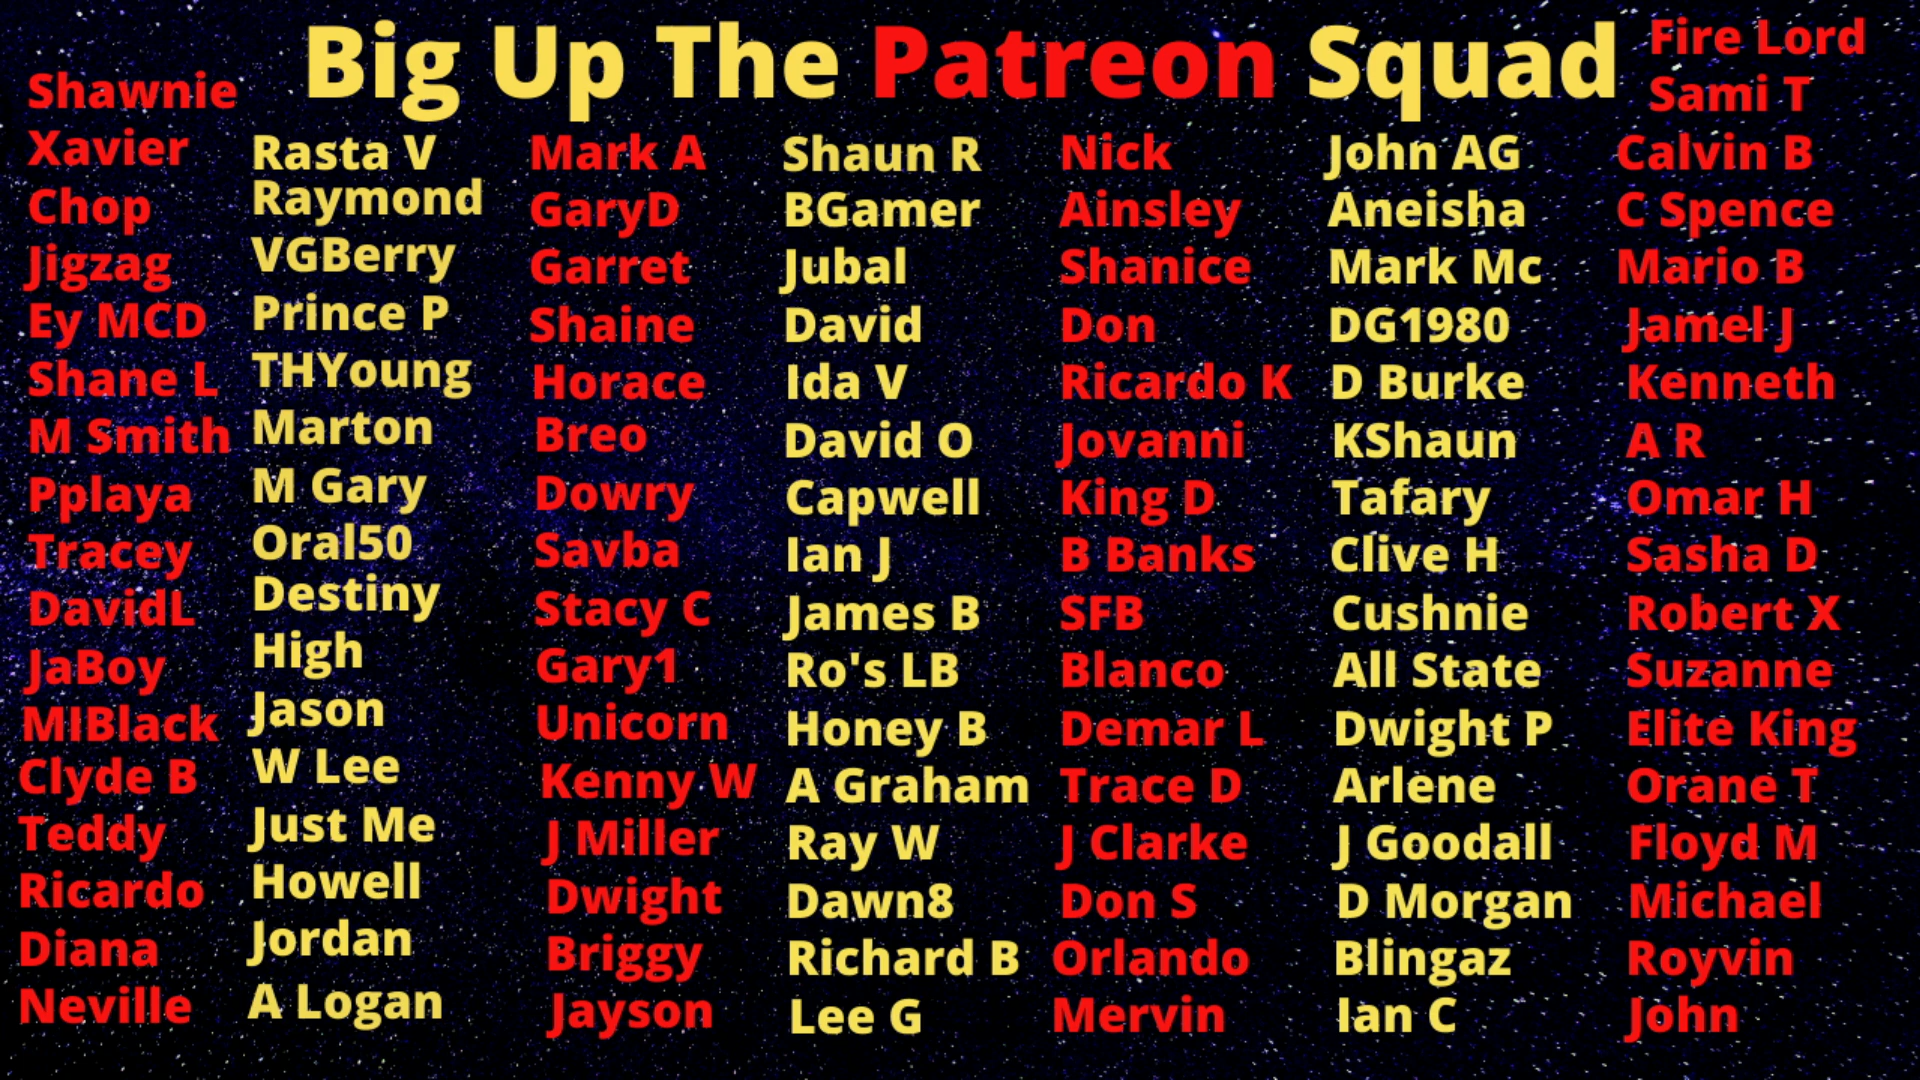 Big Up The Patreon Squad
Shawnie
Xavier
Chop
Jigzag
Ey MCD
Shane L
M Smith
Pplaya
Tracey
DavidL
JaBoy
MIBlack
Clyde B
Teddy
Ricardo
Diana
Neville
Rasta V
Raymond
VGBerry
Prince P
THYoung
Marton
M Gary
Oral50
Destiny
High
Jason
W Lee
Just Me
Howell
Jordan
A Logan
Mark A
GaryD
Garret
Shaine
Horace
Breo
Dowry
Savba
Stacy C
Gary1
Unicorn
Kenny W
J Miller
Dwight
Briggy
Jayson
Shaun R
BGamer
Jubal
David
Ida V
David O
Capwell
Ian J
James B
Ro's LB
Honey B
A Graham
Ray W
Dawn8
Richard B
Lee G
Nick
Ainsley
Shanice
Don
Ricardo K
Jovanni
King D
B Banks
SFB
Blanco
Demar L
Trace D
J Clarke
Don S
Orlando
Mervin
John AG
Aneisha
Mark Mc
DG1980
D Burke
KShaun
Tafary
Clive H
Cushnie
All State
Dwight P
Arlene
J Goodall
D Morgan
Blingaz
Ian C
Fire Lord
Sami T
Calvin B
C Spence
Mario B
Jamel J
Kenneth
A R
Omar H
Sasha D
Robert X
Suzanne
Elite King
Orane T
Floyd M
Michael
Royvin
John